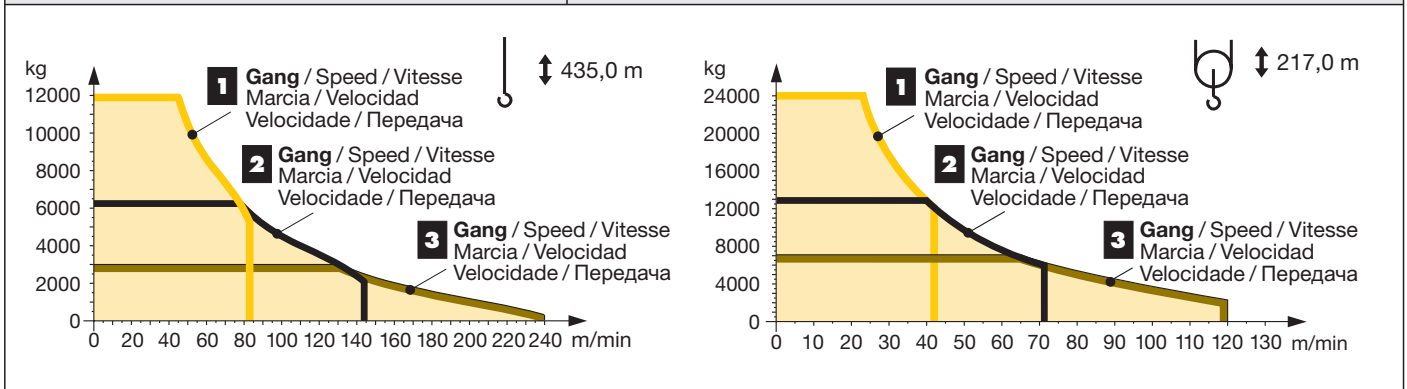 kg
12000
10000
8000
6000
4000
2000
0
0 20 40 60 80 100 120 140 160 180 200 220 240 m/min
435,0 m
1 Gang / Speed / Vitesse
Marcia / Velocidad
Velocidade / Передача
2 Gang / Speed / Vitesse
Marcia / Velocidad
Velocidade / Передача
3 Gang / Speed / Vitesse
Marcia / Velocidad
Velocidade / Передача
kg
24000
20000
16000
12000
8000
4000
0
0 10 20 30 40 50 60 70 80 90 100 110 120 130 m/min
217,0 m
1 Gang / Speed / Vitesse
Marcia / Velocidad
Velocidade / Передача
2 Gang / Speed / Vitesse
Marcia / Velocidad
Velocidade / Передача
3 Gang / Speed / Vitesse
Marcia / Velocidad
Velocidade / Передача